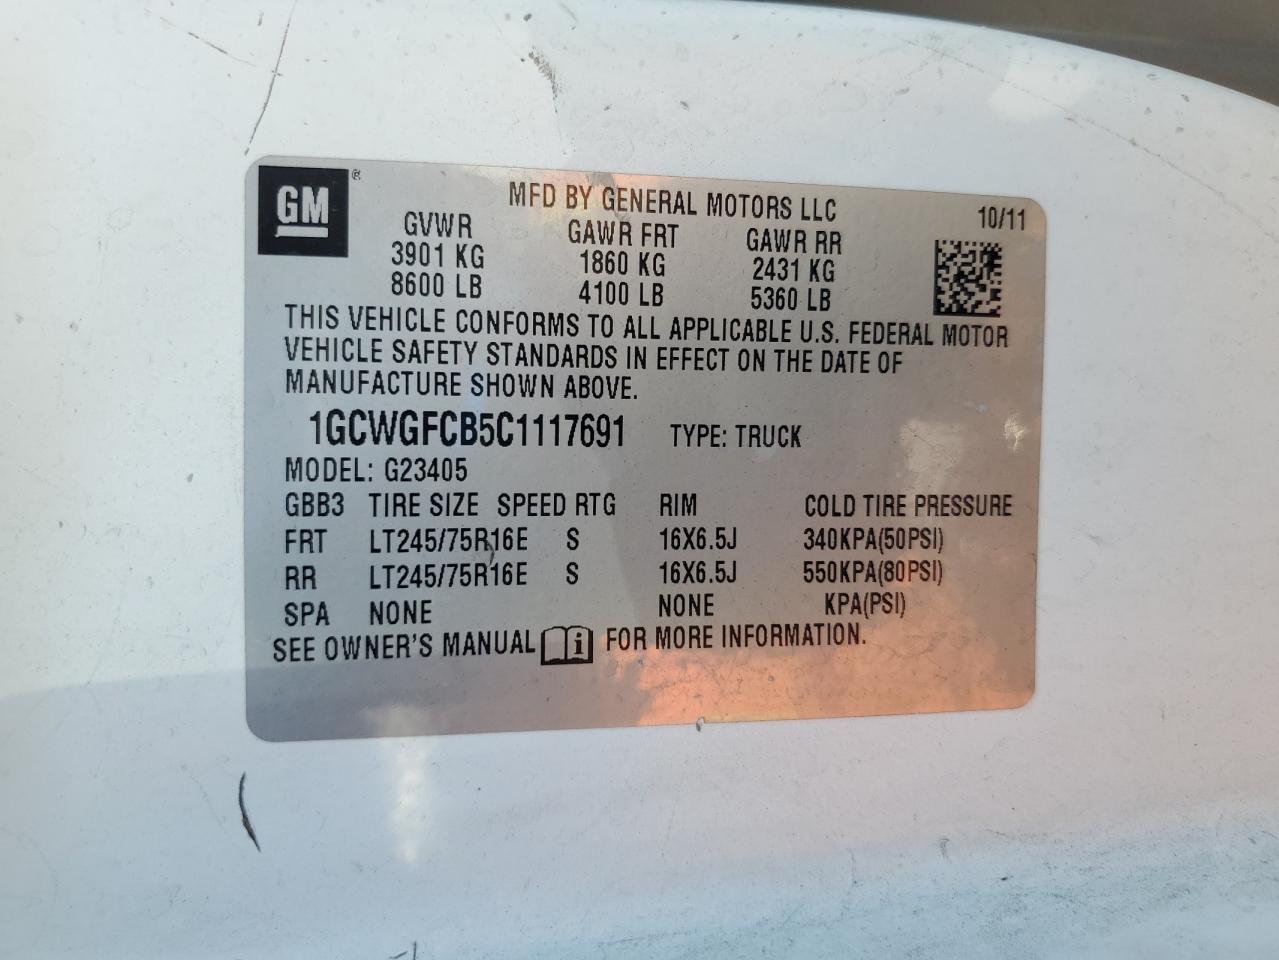 GM ®
MFD BY GENERAL MOTORS LLC 10/11
GVWR GAWR FRT GAWR RR
3901 KG 1860 KG 2431 KG
8600 LB 4100 LB 5360 LB
THIS VEHICLE CONFORMS TO ALL APPLICABLE U.S. FEDERAL MOTOR
VEHICLE SAFETY STANDARDS IN EFFECT ON THE DATE OF
MANUFACTURE SHOWN ABOVE.
1GCWGFCB5C1117691 TYPE: TRUCK
MODEL: G23405
GBB3 TIRE SIZE SPEED RTG RIM COLD TIRE PRESSURE
FRT LT245/75R16E S 16X6.5J 340KPA(50PSI)
RR LT245/75R16E S 16X6.5J 550KPA(80PSI)
SPA NONE NONE KPA(PSI)
SEE OWNER'S MANUAL i FOR MORE INFORMATION.